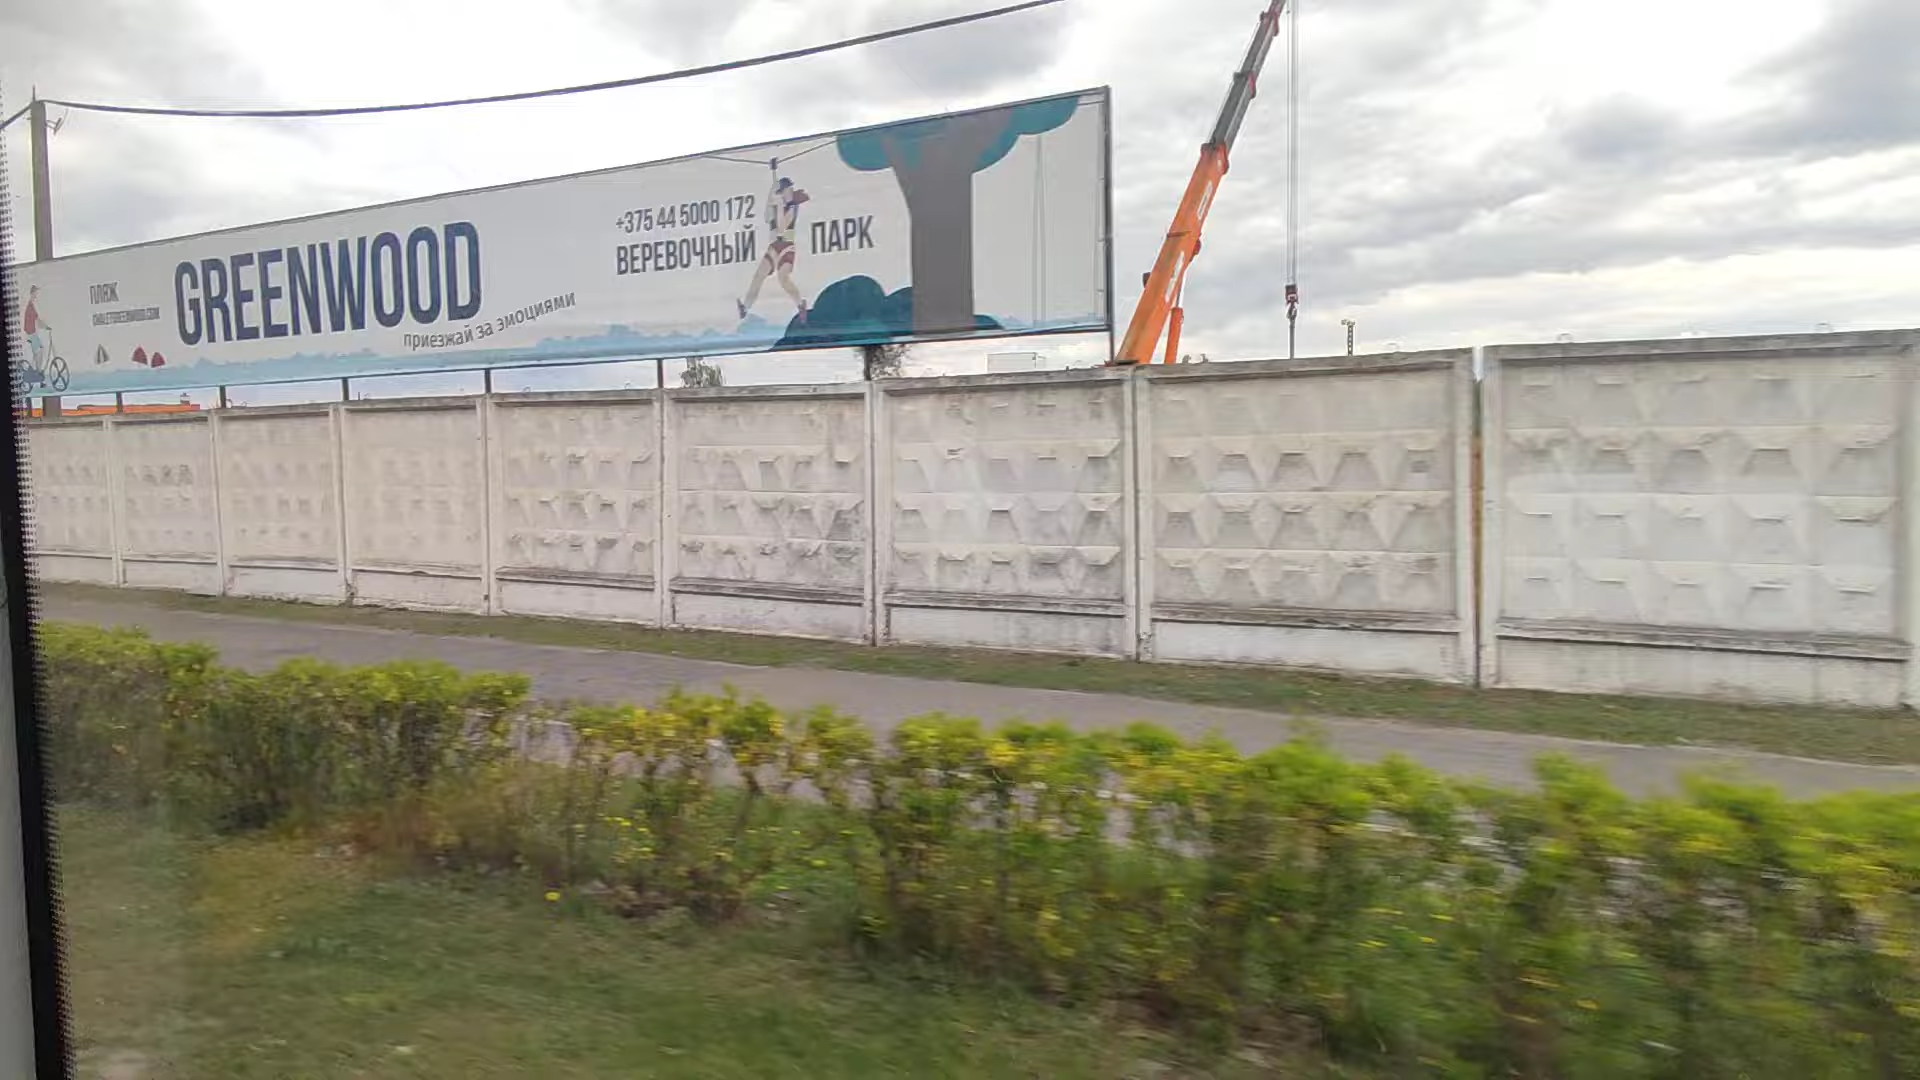 ПЛЯЖ
GREENWOOD
приезжай за эмоциями
+375 44 5000 172
ВЕРЕВОЧНЫЙ ПАРК